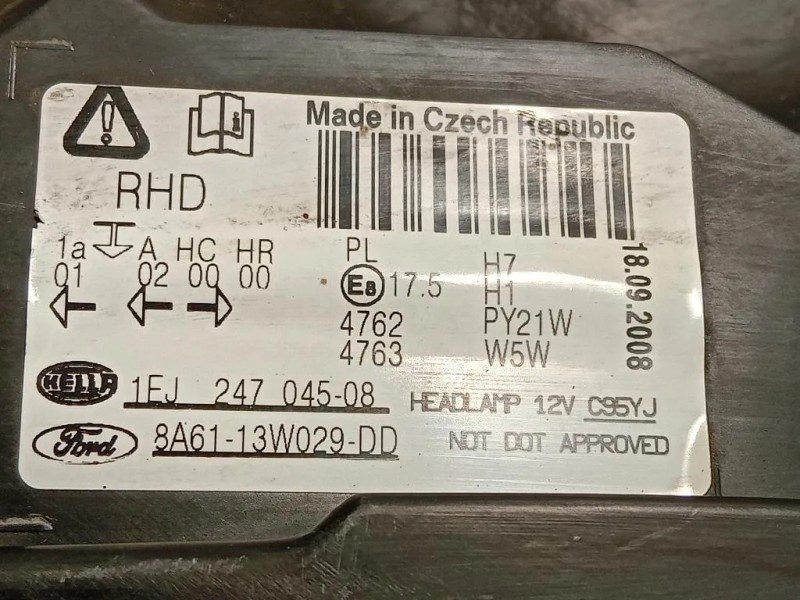 Made in Czech Republic
RHD
1a A HC HR
01 02 00 00
PL
E8 17.5
4762
4763
H7
H1
PY21W
W5W
18.09.2008
HELLA 1EJ 247 045-08
HEADLAMP 12V C95YJ
Ford 8A61-13W029-DD
NOT DOT APPROVED